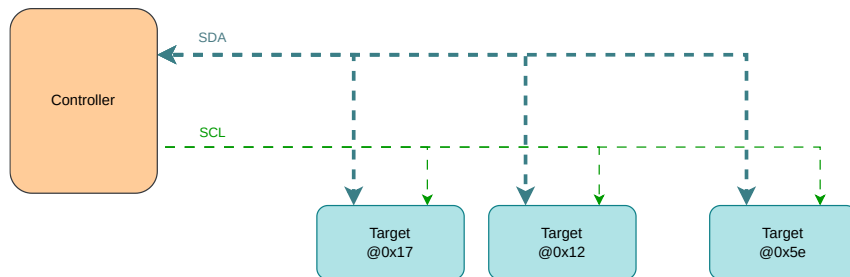 SDA
Controller
SCL
Target
@0x17
Target
@0x12
Target
@0x5e